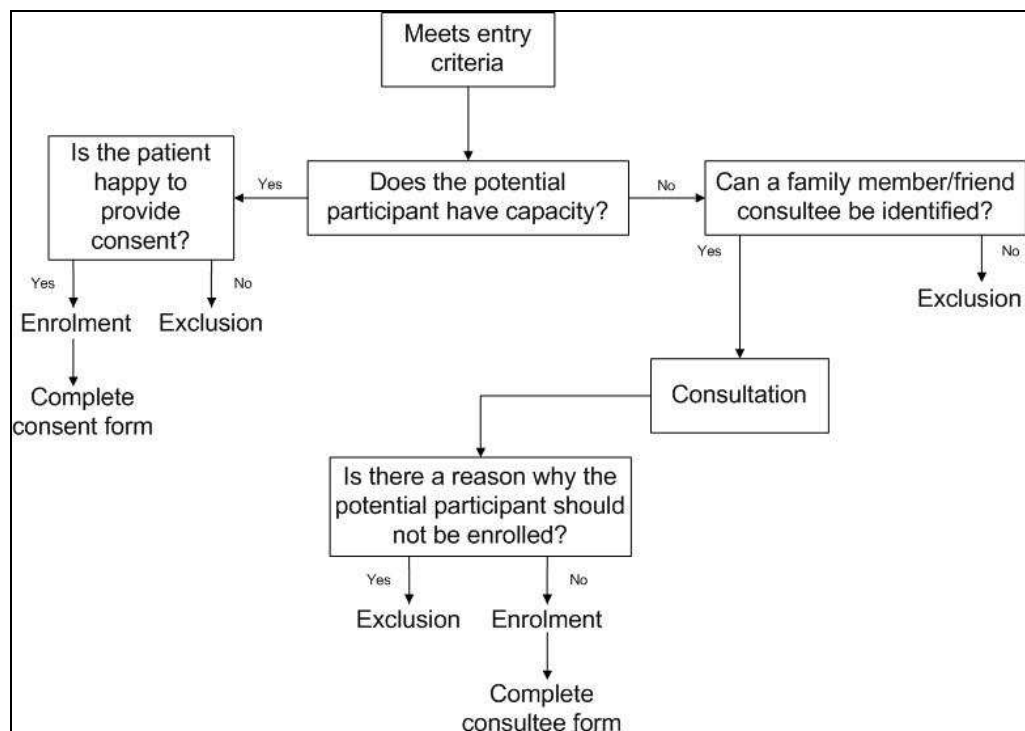 Meets entry
criteria
Is the patient
happy to
provide
consent?
Yes
Does the potential
participant have capacity?
No
Can a family member/friend
consultee be identified?
Yes
No
Yes
No
Enrolment
Exclusion
Exclusion
Complete
consent form
Consultation
Is there a reason why the
potential participant should
not be enrolled?
Yes
No
Exclusion
Enrolment
Complete
consultee form